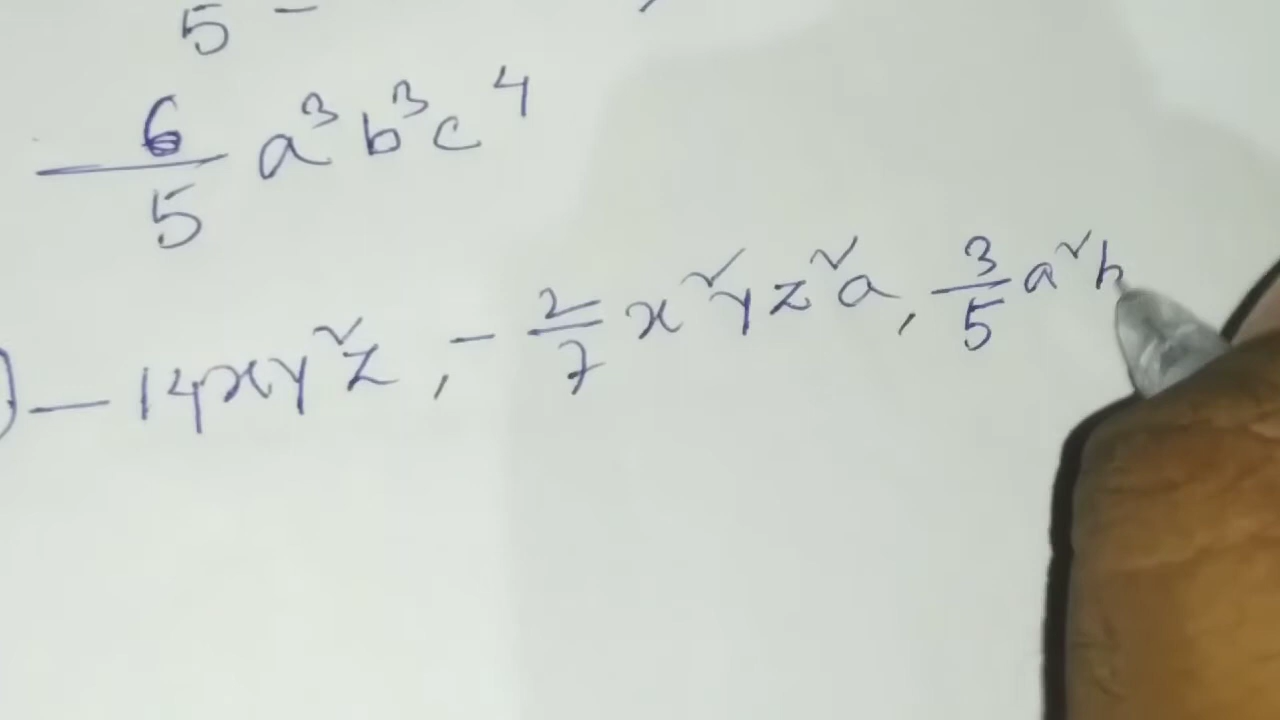 5 -
6/5 a³b³c⁴
) -14xy²z, -2/7 x²yz²a, 3/5 a²b